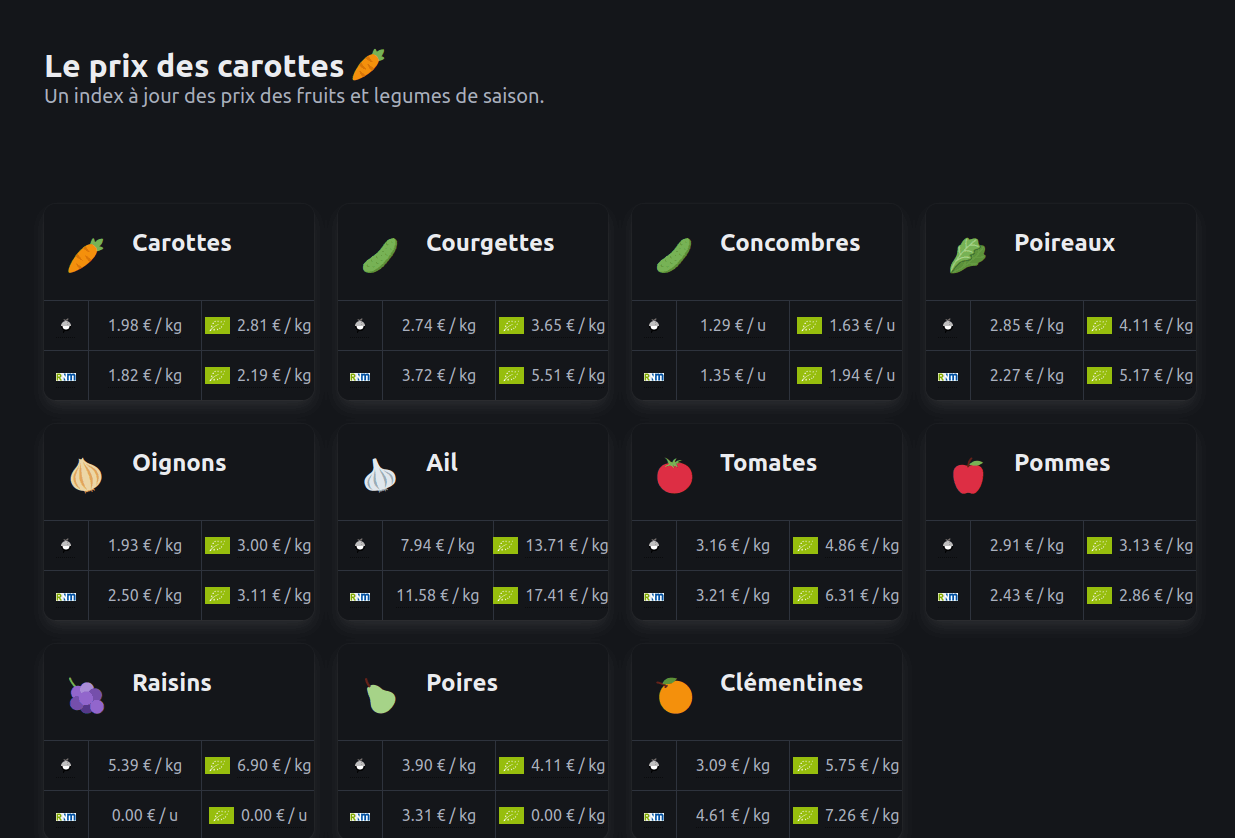 Le prix des carottes
Un index à jour des prix des fruits et legumes de saison.
Carottes
1.98 € / kg 2.81 € / kg
RNM 1.82 € / kg 2.19 € / kg
Courgettes
2.74 € / kg 3.65 € / kg
RNM 3.72 € / kg 5.51 € / kg
Concombres
1.29 € / u 1.63 € / u
RNM 1.35 € / u 1.94 € / u
Poireaux
2.85 € / kg 4.11 € / kg
RNM 2.27 € / kg 5.17 € / kg
Oignons
1.93 € / kg 3.00 € / kg
RNM 2.50 € / kg 3.11 € / kg
Ail
7.94 € / kg 13.71 € / kg
RNM 11.58 € / kg 17.41 € / kg
Tomates
3.16 € / kg 4.86 € / kg
RNM 3.21 € / kg 6.31 € / kg
Pommes
2.91 € / kg 3.13 € / kg
RNM 2.43 € / kg 2.86 € / kg
Raisins
5.39 € / kg 6.90 € / kg
RNM 0.00 € / u 0.00 € / u
Poires
3.90 € / kg 4.11 € / kg
RNM 3.31 € / kg 0.00 € / kg
Clémentines
3.09 € / kg 5.75 € / kg
RNM 4.61 € / kg 7.26 € / kg